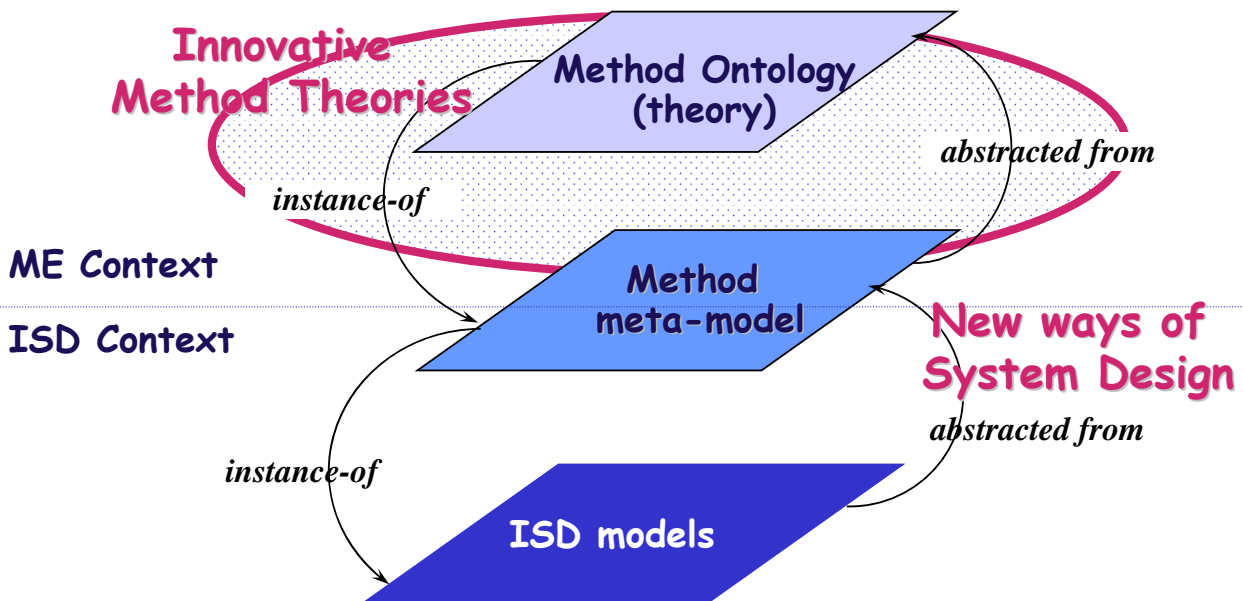 Innovative
Method Theories
Method Ontology
(theory)
abstracted from
instance-of
ME Context
Method
meta-model
ISD Context
New ways of
System Design
abstracted from
instance-of
ISD models